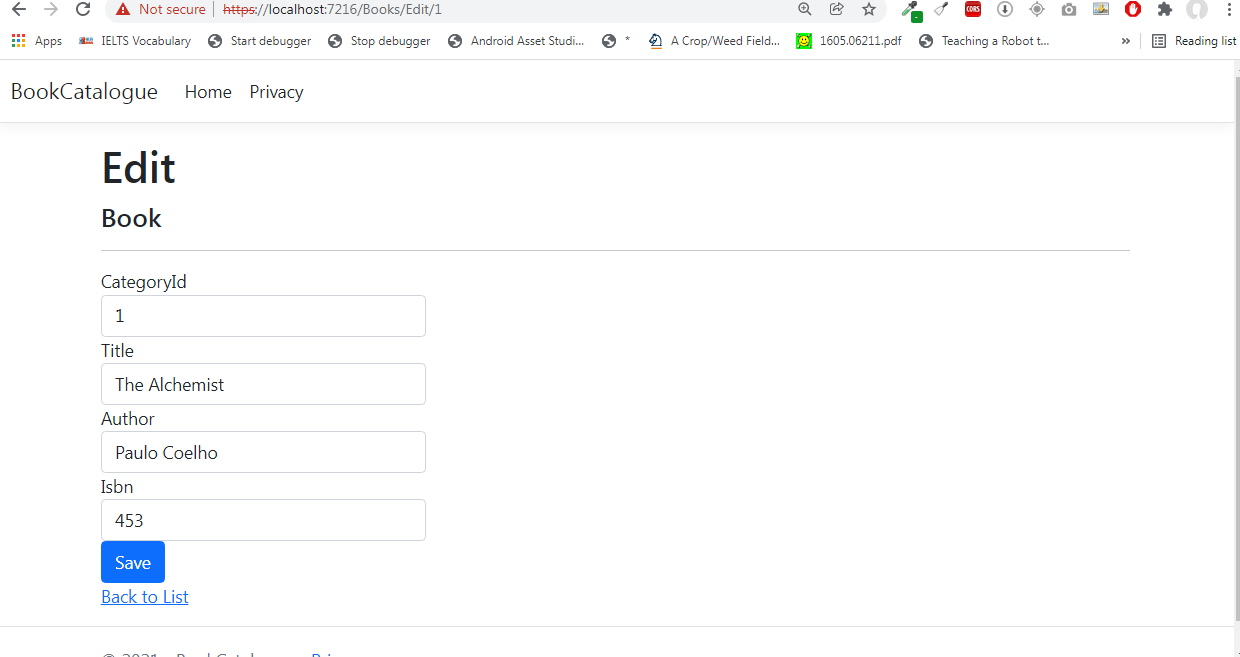 Not secure | https://localhost:7216/Books/Edit/1
CORS
Apps IELTS Vocabulary Start debugger Stop debugger Android Asset Studi... * A Crop/Weed Field... 1605.06211.pdf Teaching a Robot t... » Reading list
BookCatalogue Home Privacy
Edit
Book
CategoryId
1
Title
The Alchemist
Author
Paulo Coelho
Isbn
453
Save
Back to List